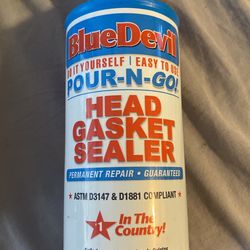 BlueDevil
DO IT YOURSELF | EASY TO USE
POUR-N-GO!
HEAD
GASKET
SEALER
PERMANENT REPAIR • GUARANTEED
★ ASTM D3147 & D1881 COMPLIANT ★
#1
In The
Country!